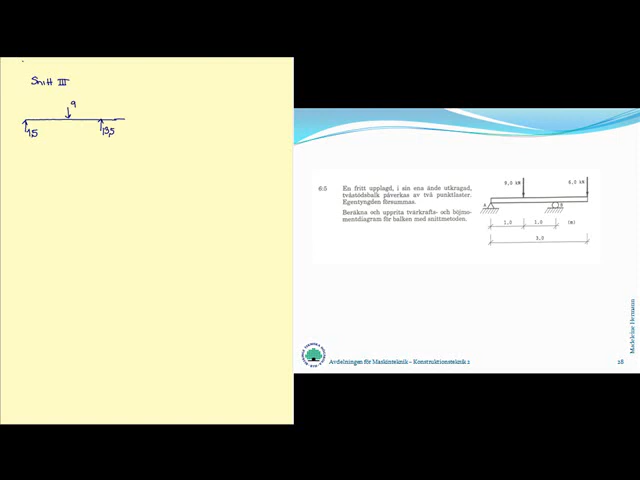 Snitt III
9
1,5
13,5
6:5
En fritt upplagd, i sin ena ände utkragad,
tvåstödsbalk påverkas av två punktlaster.
Egentyngden försummas.
Beräkna och upprita tvärkrafts- och böjmo-
mentdiagram för balken med snittmetoden.
9,0 kN
6,0 kN
A
B
1,0
1,0
(m)
3,0
Madeleine Hermann
Avdelningen för Maskinteknik – Konstruktionsteknik 2
28